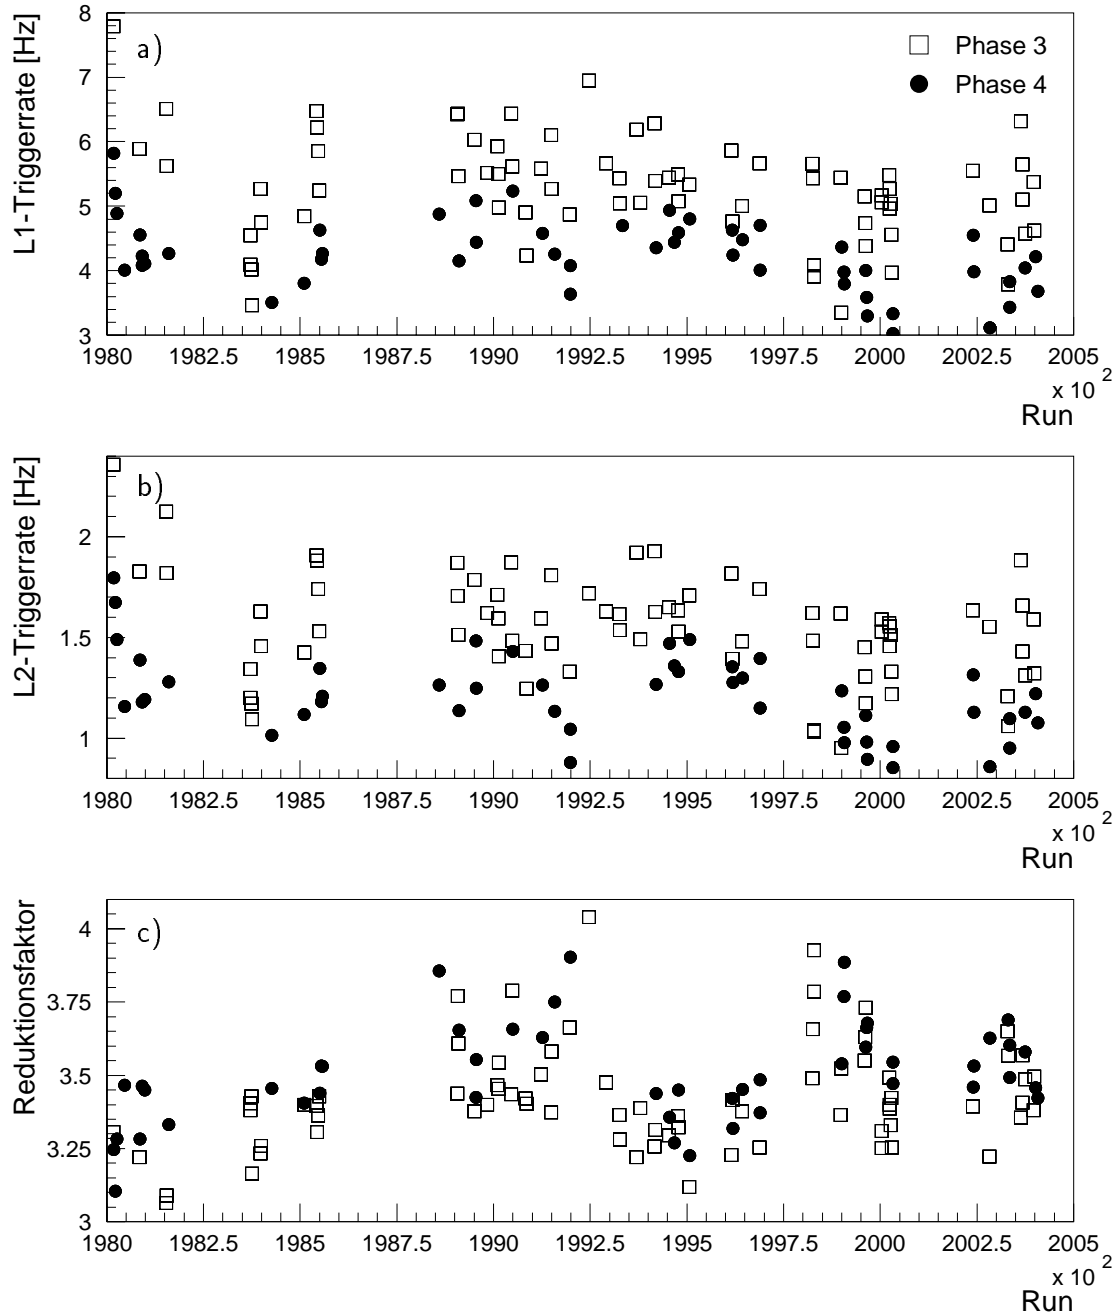 L1-Triggerrate [Hz]
a)
Phase 3
Phase 4
8
7
6
5
4
3
1980 1982.5 1985 1987.5 1990 1992.5 1995 1997.5 2000 2002.5 2005
x 10 2
Run
L2-Triggerrate [Hz]
b)
2
1.5
1
1980 1982.5 1985 1987.5 1990 1992.5 1995 1997.5 2000 2002.5 2005
x 10 2
Run
Reduktionsfaktor
c)
4
3.75
3.5
3.25
3
1980 1982.5 1985 1987.5 1990 1992.5 1995 1997.5 2000 2002.5 2005
x 10 2
Run